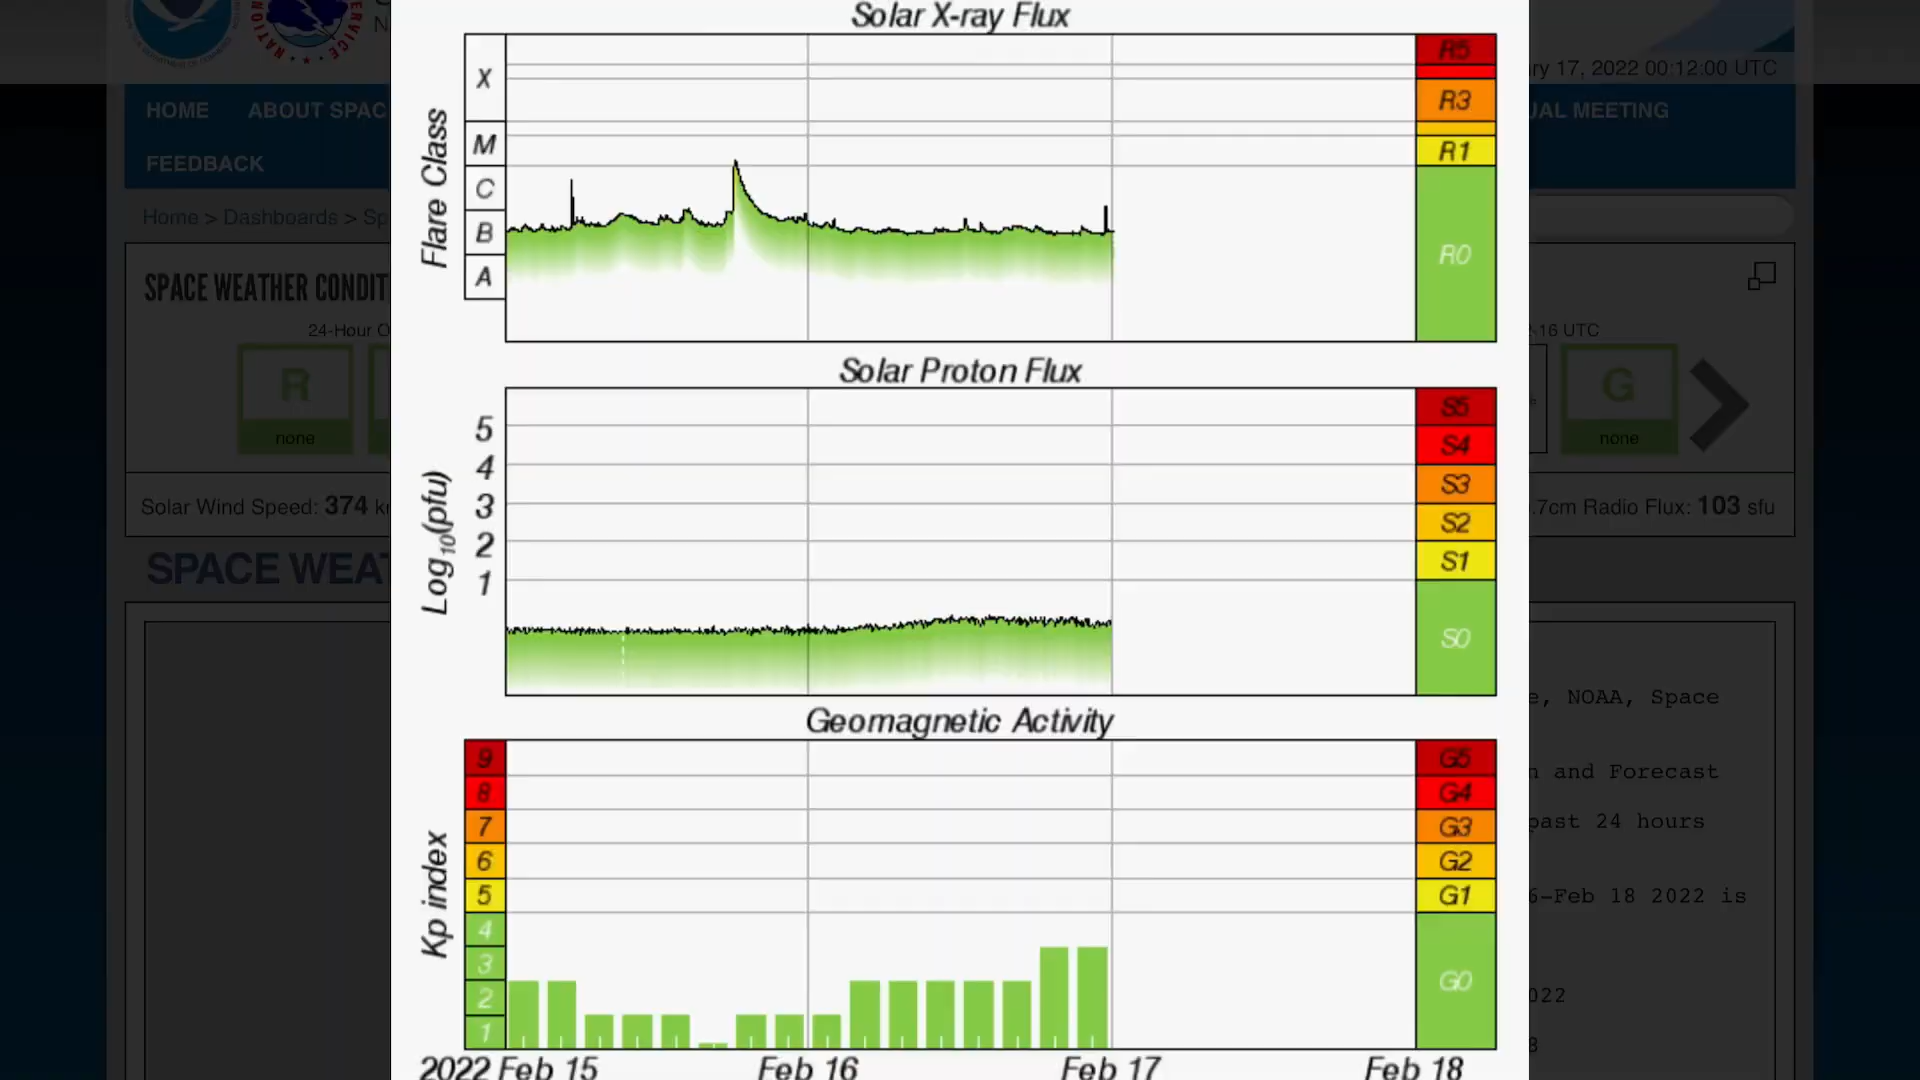 Solar X-ray Flux
Flare Class
X
M
C
B
A
R5
R3
R1
R0
ry 17, 2022 00:12:00 UTC
HOME
ABOUT SPAC
UAL MEETING
FEEDBACK
Home > Dashboards > Sp
SPACE WEATHER CONDIT
24-Hour O
-16 UTC
R
none
G
none
Solar Wind Speed: 374 k
.7cm Radio Flux: 103 sfu
SPACE WEAT
Solar Proton Flux
Log10(pfu)
5
4
3
2
1
S5
S4
S3
S2
S1
S0
e, NOAA, Space
n and Forecast
past 24 hours
6-Feb 18 2022 is
022
8
Geomagnetic Activity
Kp index
9
8
7
6
5
4
3
2
1
G5
G4
G3
G2
G1
G0
2022 Feb 15
Feb 16
Feb 17
Feb 18